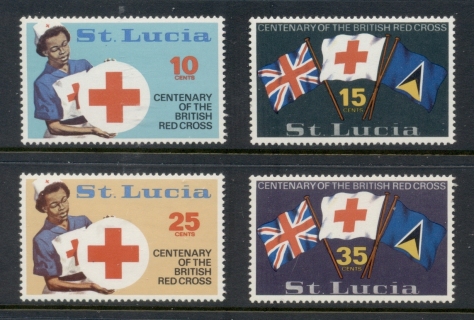 St. Lucia
10
CENTS
CENTENARY
OF THE
BRITISH
RED CROSS
CENTENARY OF THE BRITISH RED CROSS
15
CENTS
St. Lucia
St. Lucia
25
CENTS
CENTENARY
OF THE
BRITISH
RED CROSS
CENTENARY OF THE BRITISH RED CROSS
35
CENTS
St. Lucia